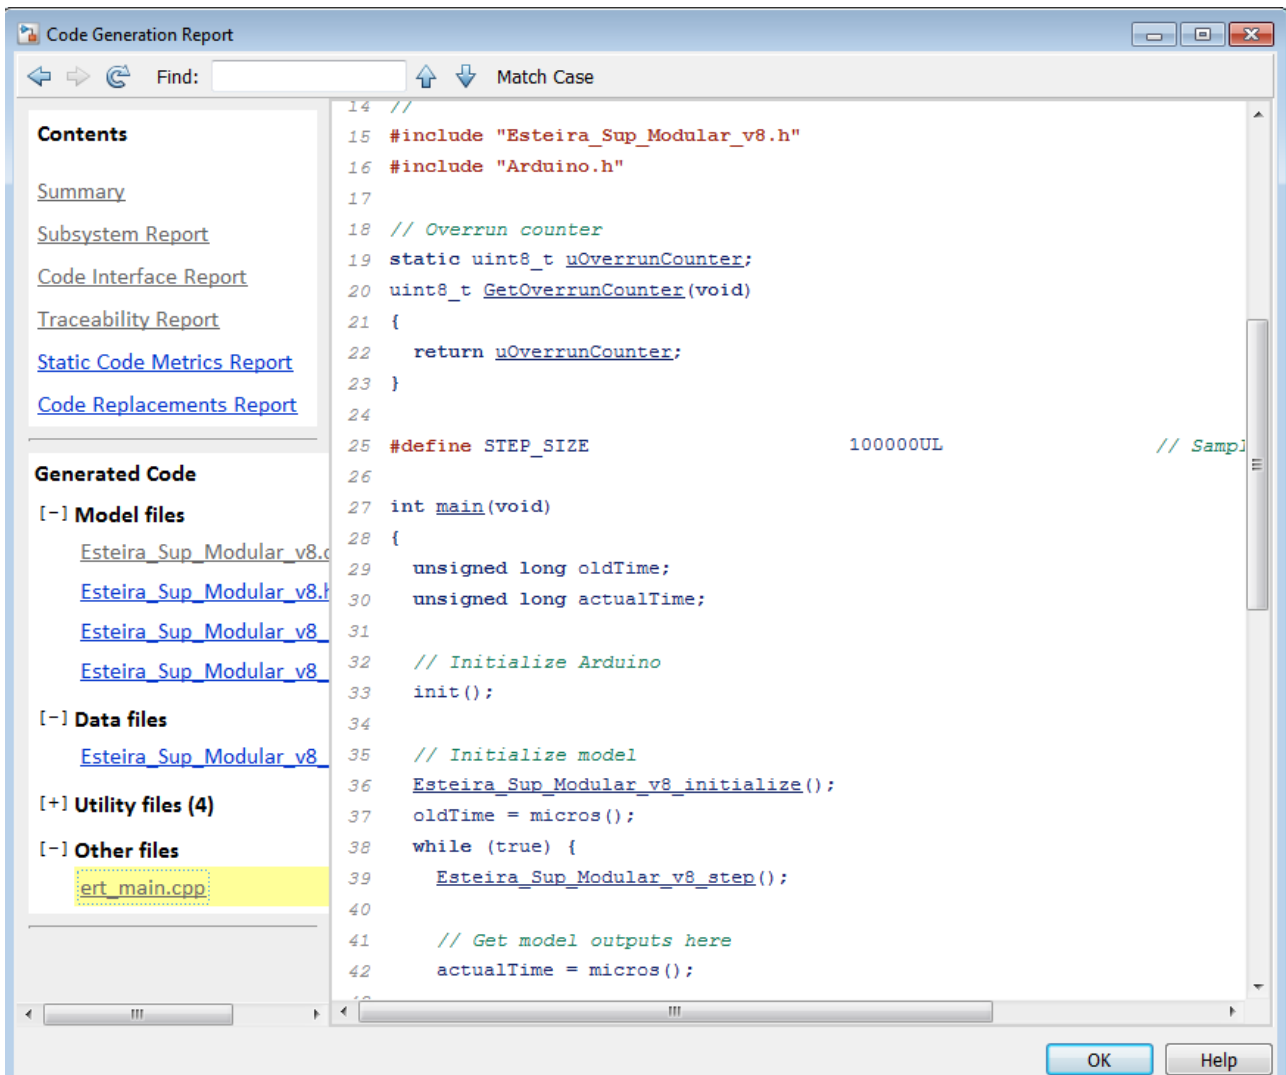 Code Generation Report
Find: Match Case
Contents
Summary
Subsystem Report
Code Interface Report
Traceability Report
Static Code Metrics Report
Code Replacements Report
Generated Code
[-] Model files
Esteira_Sup_Modular_v8.c
Esteira_Sup_Modular_v8.h
Esteira_Sup_Modular_v8_
Esteira_Sup_Modular_v8_
[-] Data files
Esteira_Sup_Modular_v8_
[+] Utility files (4)
[-] Other files
ert_main.cpp
14 //
15 #include "Esteira_Sup_Modular_v8.h"
16 #include "Arduino.h"
17
18 // Overrun counter
19 static uint8_t uOverrunCounter;
20 uint8_t GetOverrunCounter(void)
21 {
22 return uOverrunCounter;
23 }
24
25 #define STEP_SIZE 100000UL // Sampl
26
27 int main(void)
28 {
29 unsigned long oldTime;
30 unsigned long actualTime;
31
32 // Initialize Arduino
33 init();
34
35 // Initialize model
36 Esteira_Sup_Modular_v8_initialize();
37 oldTime = micros();
38 while (true) {
39 Esteira_Sup_Modular_v8_step();
40
41 // Get model outputs here
42 actualTime = micros();
OK Help